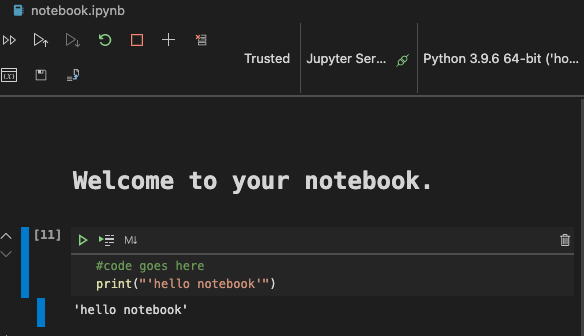 notebook.ipynb
Trusted
Jupyter Ser...
Python 3.9.6 64-bit ('ho...
Welcome to your notebook.
[11]
M↓
#code goes here
print("'hello notebook'")
'hello notebook'